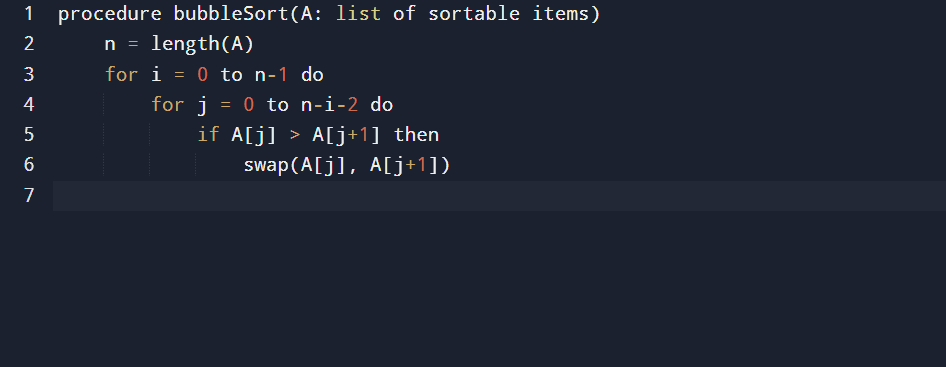 1 procedure bubbleSort(A: list of sortable items)
2     n = length(A)
3     for i = 0 to n-1 do
4         for j = 0 to n-i-2 do
5             if A[j] > A[j+1] then
6                 swap(A[j], A[j+1])
7